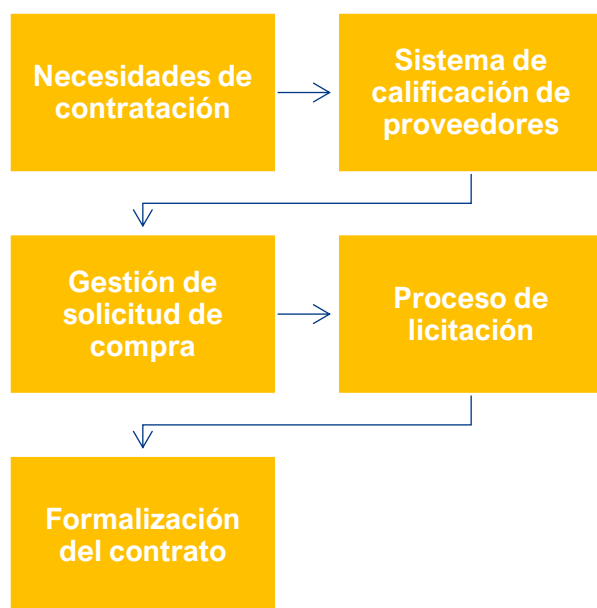 Necesidades de
contratación
Sistema de
calificación de
proveedores
Gestión de
solicitud de
compra
Proceso de
licitación
Formalización
del contrato